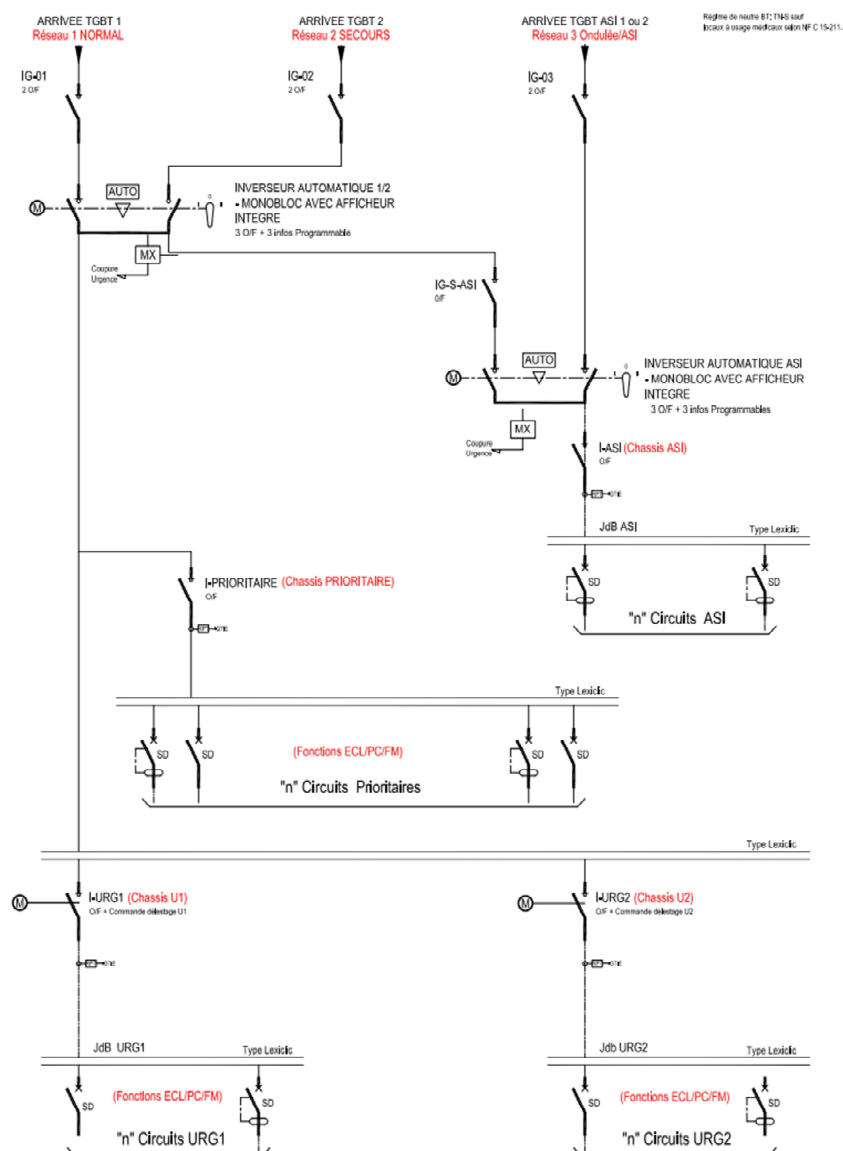 ARRIVEE TGBT 1
Réseau 1 NORMAL
ARRIVEE TGBT 2
Réseau 2 SECOURS
ARRIVEE TGBT ASI 1 ou 2
Réseau 3 Ondulée/ASI
Régime de neutre BT; TN-S sauf
locaux à usage médicaux selon NF C 15-211.
IG-01
2 O/F
IG-02
2 O/F
IG-03
2 O/F
M
AUTO
0
INVERSEUR AUTOMATIQUE 1/2
- MONOBLOC AVEC AFFICHEUR
INTEGRE
3 O/F + 3 infos Programmable
MX
Coupure
Urgence
IG-S-ASI
O/F
M
AUTO
0
INVERSEUR AUTOMATIQUE ASI
- MONOBLOC AVEC AFFICHEUR
INTEGRE
3 O/F + 3 infos Programmables
MX
Coupure
Urgence
I-ASI (Chassis ASI)
O/F
JdB ASI
Type Lexiclic
SD
SD
"n" Circuits ASI
I-PRIORITAIRE (Chassis PRIORITAIRE)
O/F
Type Lexiclic
SD
SD
(Fonctions ECL/PC/FM)
SD
SD
"n" Circuits Prioritaires
Type Lexiclic
M
I-URG1 (Chassis U1)
O/F + Commande délestage U1
M
I-URG2 (Chassis U2)
O/F + Commande délestage U2
JdB URG1
Type Lexiclic
Jdb URG2
Type Lexiclic
SD
(Fonctions ECL/PC/FM)
SD
SD
(Fonctions ECL/PC/FM)
SD
"n" Circuits URG1
"n" Circuits URG2